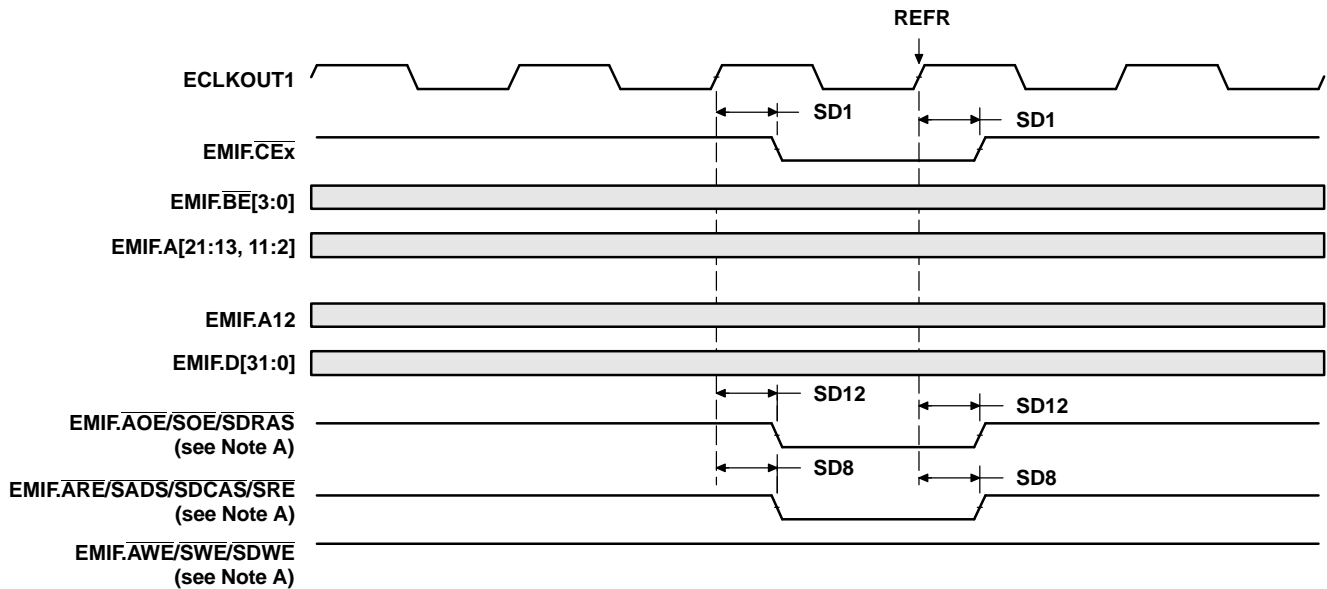 REFR
ECLKOUT1
SD1
SD1
EMIF.CEx
EMIF.BE[3:0]
EMIF.A[21:13, 11:2]
EMIF.A12
EMIF.D[31:0]
SD12
SD12
EMIF.AOE/SOE/SDRAS
(see Note A)
SD8
SD8
EMIF.ARE/SADS/SDCAS/SRE
(see Note A)
EMIF.AWE/SWE/SDWE
(see Note A)